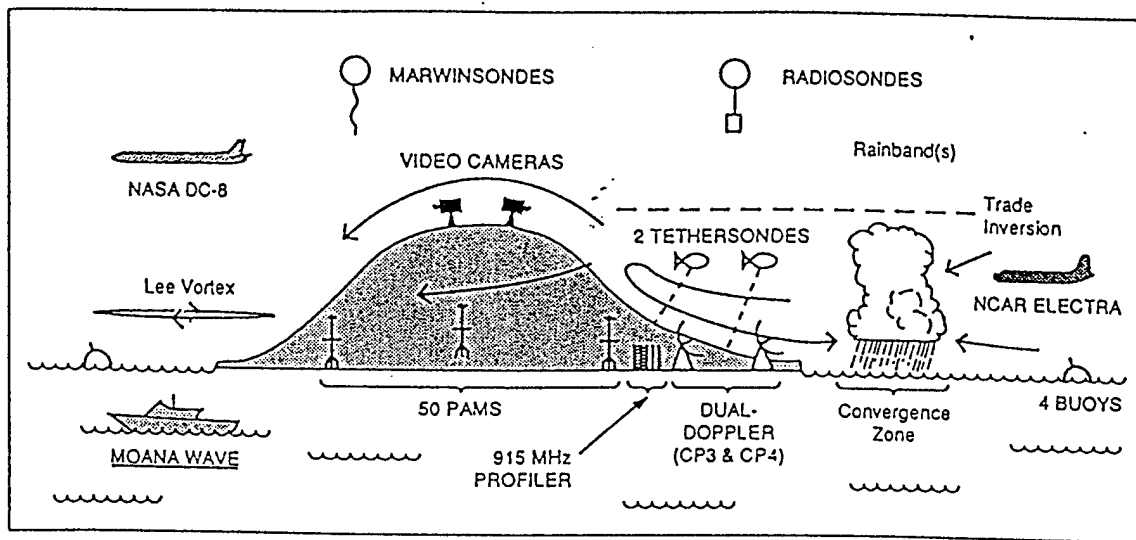 MARWINSONDES
RADIOSONDES
Rainband(s)
VIDEO CAMERAS
NASA DC-8
Trade
Inversion
2 TETHERSONDES
Lee Vortex
NCAR ELECTRA
50 PAMS
DUAL-
DOPPLER
(CP3 & CP4)
Convergence
Zone
4 BUOYS
MOANA WAVE
915 MHz
PROFILER